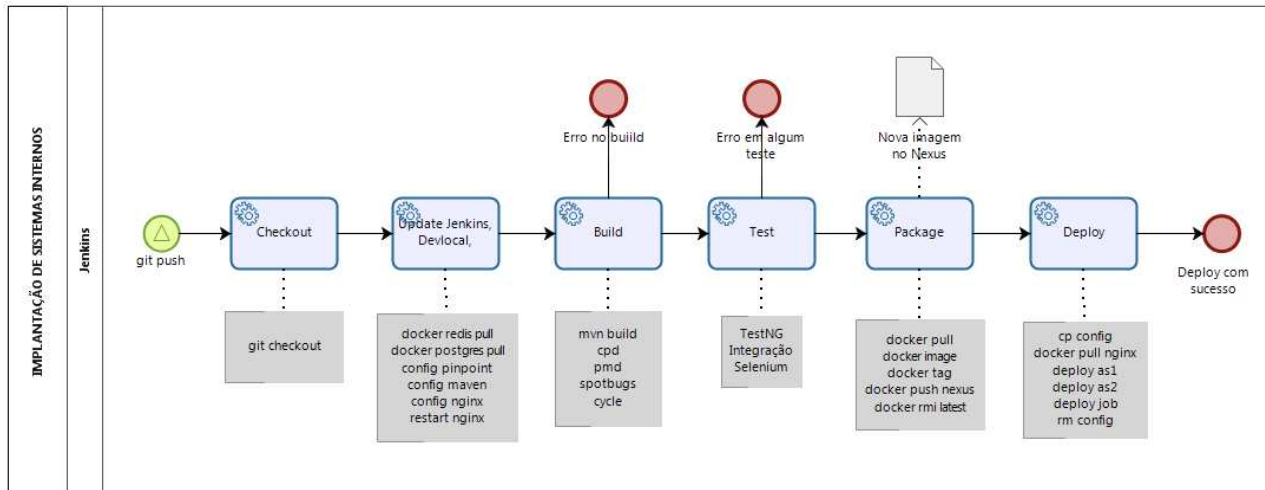 IMPLANTAÇÃO DE SISTEMAS INTERNOS
Jenkins
git push
Checkout
git checkout
Update Jenkins,
Devlocal,
docker redis pull
docker postgres pull
config pinpoint
config maven
config nginx
restart nginx
Erro no buiild
Build
mvn build
cpd
pmd
spotbugs
cycle
Erro em algum
teste
Test
TestNG
Integração
Selenium
Nova imagem
no Nexus
Package
docker pull
docker image
docker tag
docker push nexus
docker rmi latest
Deploy
cp config
docker pull nginx
deploy as1
deploy as2
deploy job
rm config
Deploy com
sucesso